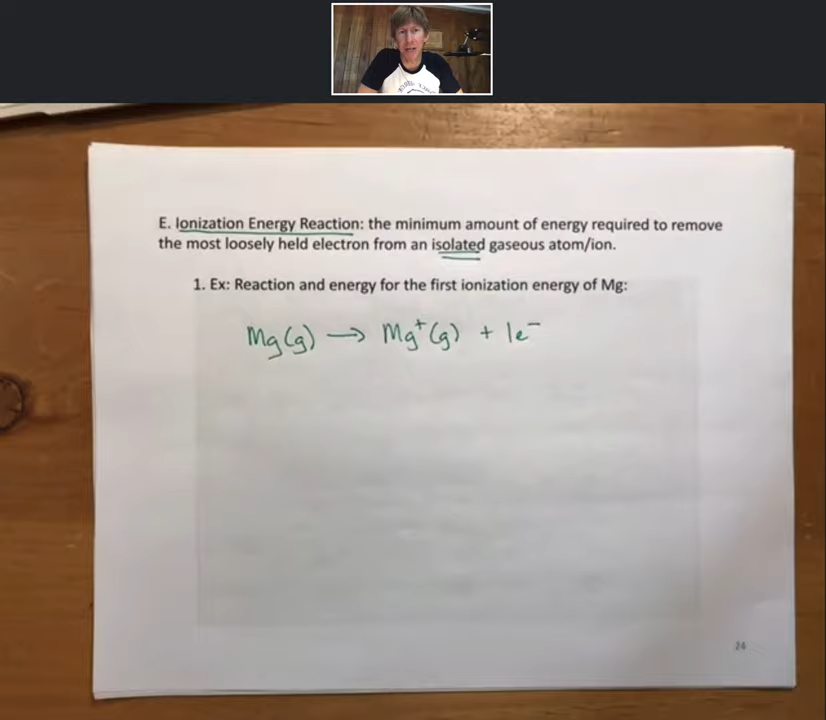 E. Ionization Energy Reaction: the minimum amount of energy required to remove
the most loosely held electron from an isolated gaseous atom/ion.
1. Ex: Reaction and energy for the first ionization energy of Mg:
Mg(g) → Mg⁺(g) + 1e⁻
24